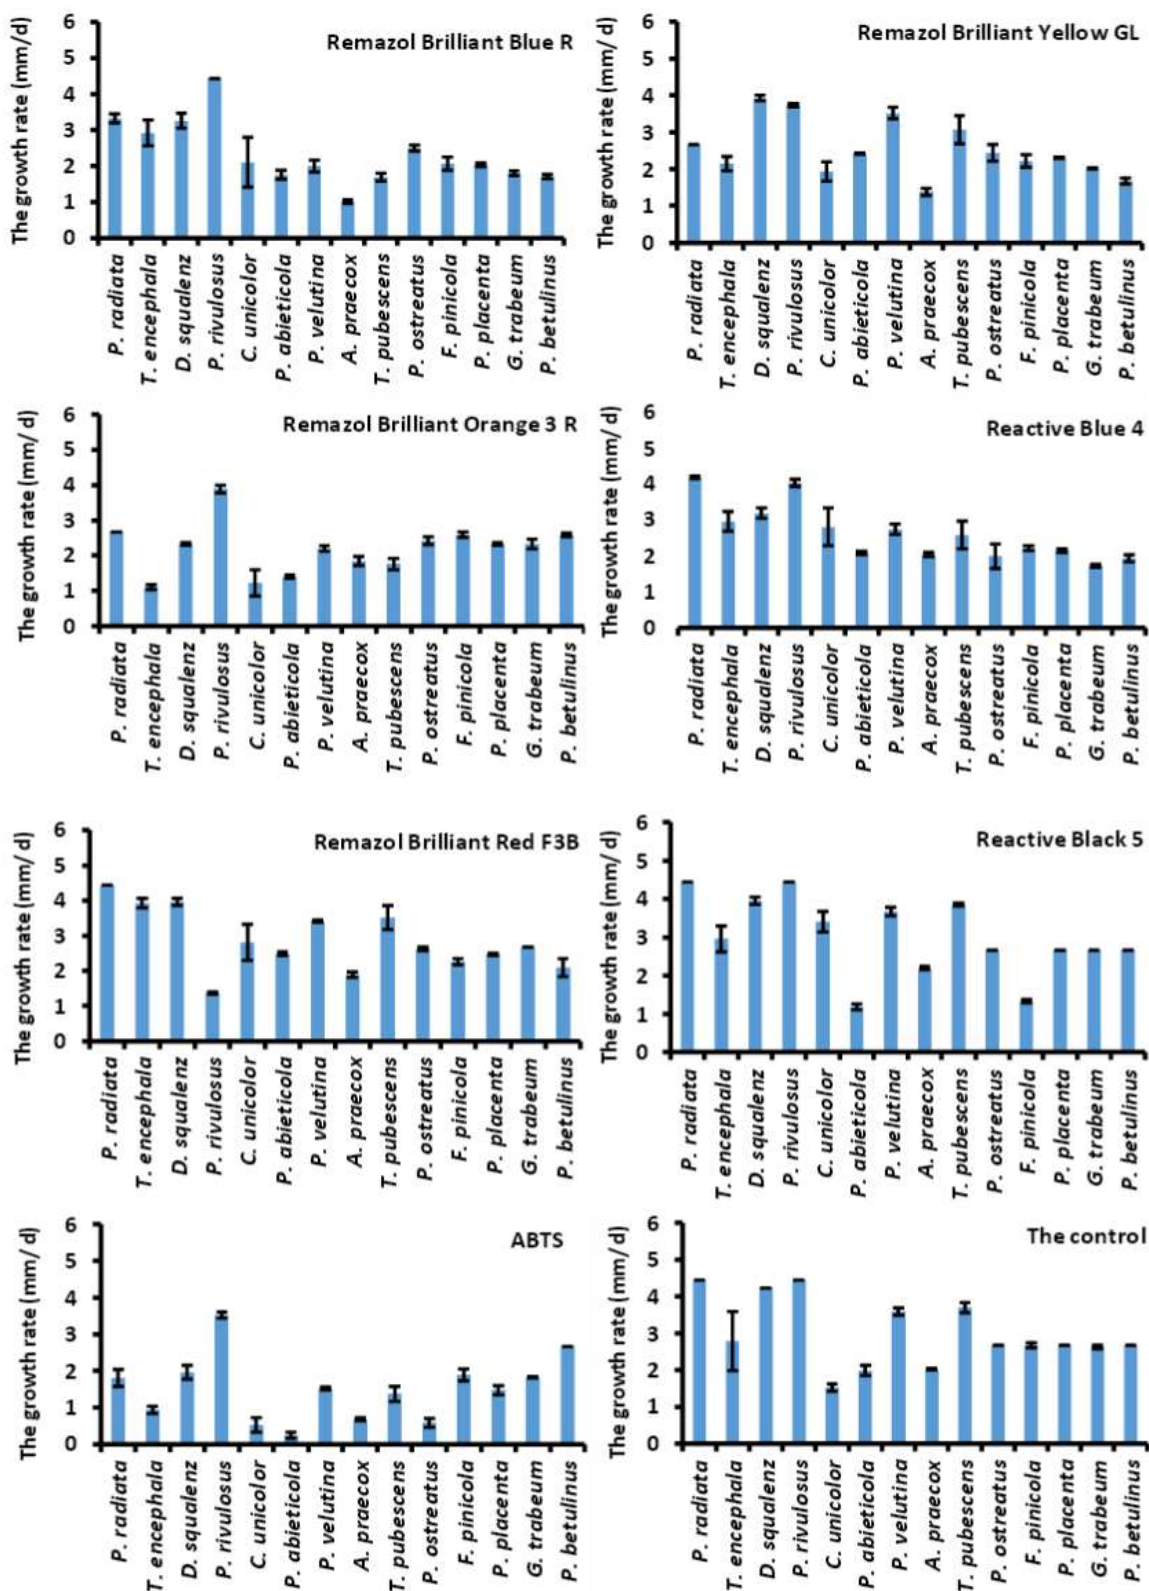 Remazol Brilliant Blue R
The growth rate (mm/d)
6
5
4
3
2
1
0
P. radiata
T. encephala
D. squalenz
P. rivulosus
C. unicolor
P. abieticola
P. velutina
A. praecox
T. pubescens
P. ostreatus
F. pinicola
P. placenta
G. trabeum
P. betulinus
Remazol Brilliant Yellow GL
The growth rate (mm/ d)
6
5
4
3
2
1
0
P. radiata
T. encephala
D. squalenz
P. rivulosus
C. unicolor
P. abieticola
P. velutina
A. praecox
T. pubescens
P. ostreatus
F. pinicola
P. placenta
G. trabeum
P. betulinus
Remazol Brilliant Orange 3 R
The growth rate (mm/ d)
6
5
4
3
2
1
0
P. radiata
T. encephala
D. squalenz
P. rivulosus
C. unicolor
P. abieticola
P. velutina
A. praecox
T. pubescens
P. ostreatus
F. pinicola
P. placenta
G. trabeum
P. betulinus
Reactive Blue 4
The growth rate (mm/ d)
6
5
4
3
2
1
0
P. radiata
T. encephala
D. squalenz
P. rivulosus
C. unicolor
P. abieticola
P. velutina
A. praecox
T. pubescens
P. ostreatus
F. pinicola
P. placenta
G. trabeum
P. betulinus
Remazol Brilliant Red F3B
The growth rate (mm/ d)
6
5
4
3
2
1
0
P. radiata
T. encephala
D. squalenz
P. rivulosus
C. unicolor
P. abieticola
P. velutina
A. praecox
T. pubescens
P. ostreatus
F. pinicola
P. placenta
G. trabeum
P. betulinus
Reactive Black 5
The growth rate (mm/ d)
6
5
4
3
2
1
0
P. radiata
T. encephala
D. squalenz
P. rivulosus
C. unicolor
P. abieticola
P. velutina
A. praecox
T. pubescens
P. ostreatus
F. pinicola
P. placenta
G. trabeum
P. betulinus
ABTS
The growth rate (mm/ d)
6
5
4
3
2
1
0
P. radiata
T. encephala
D. squalenz
P. rivulosus
C. unicolor
P. abieticola
P. velutina
A. praecox
T. pubescens
P. ostreatus
F. pinicola
P. placenta
G. trabeum
P. betulinus
The control
The growth rate (mm/ d)
6
5
4
3
2
1
0
P. radiata
T. encephala
D. squalenz
P. rivulosus
C. unicolor
P. abieticola
P. velcutina
A. praecox
T. pubescens
P. ostreatus
F. pinicola
P. placenta
G. trabeum
P. betulinus